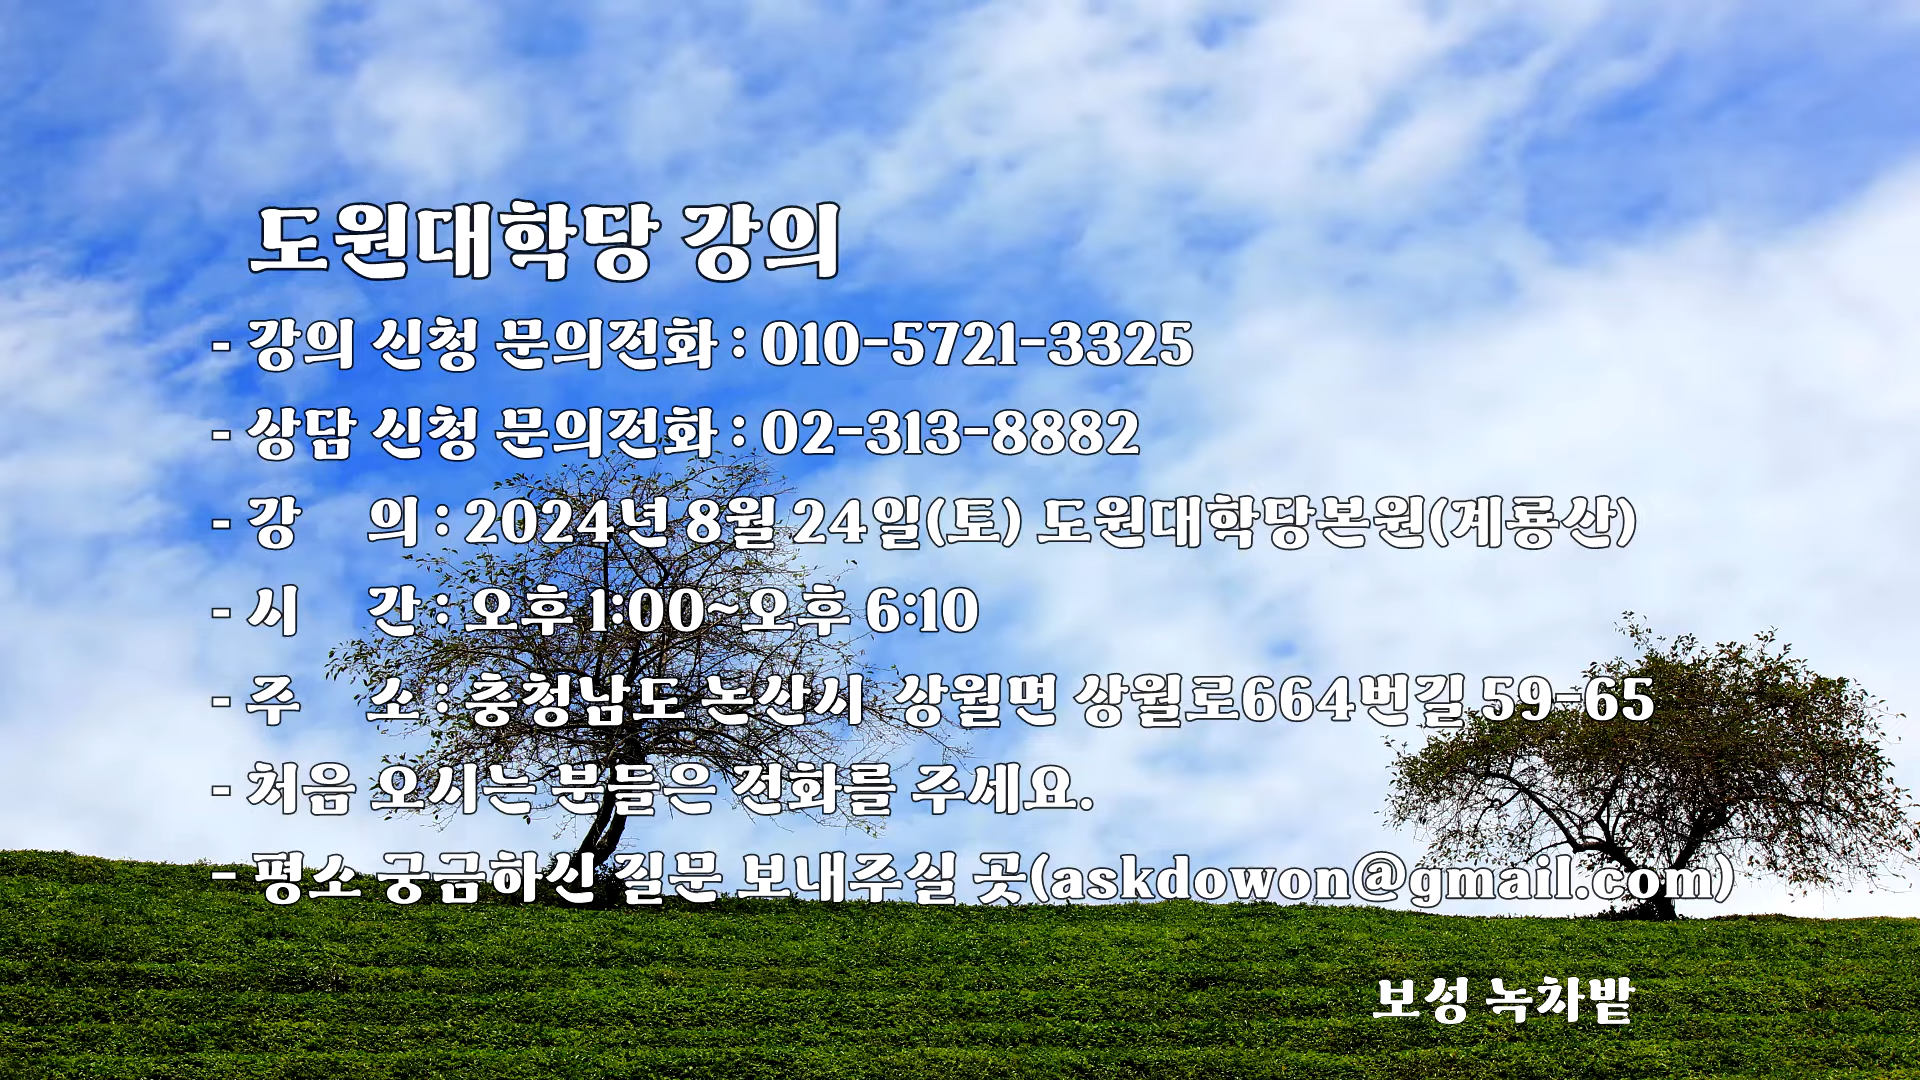 도원대학당 강의
- 강의 신청 문의전화 : 010-5721-3325
- 상담 신청 문의전화 : 02-313-8882
- 강 의 : 2024년 8월 24일(토) 도원대학당본원(계룡산)
- 시 간 : 오후 1:00~오후 6:10
- 주 소 : 충청남도 논산시 상월면 상월로664번길 59-65
- 처음 오시는 분들은 전화를 주세요.
- 평소 궁금하신 질문 보내주실 곳(askdowon@gmail.com)
보성 녹차밭